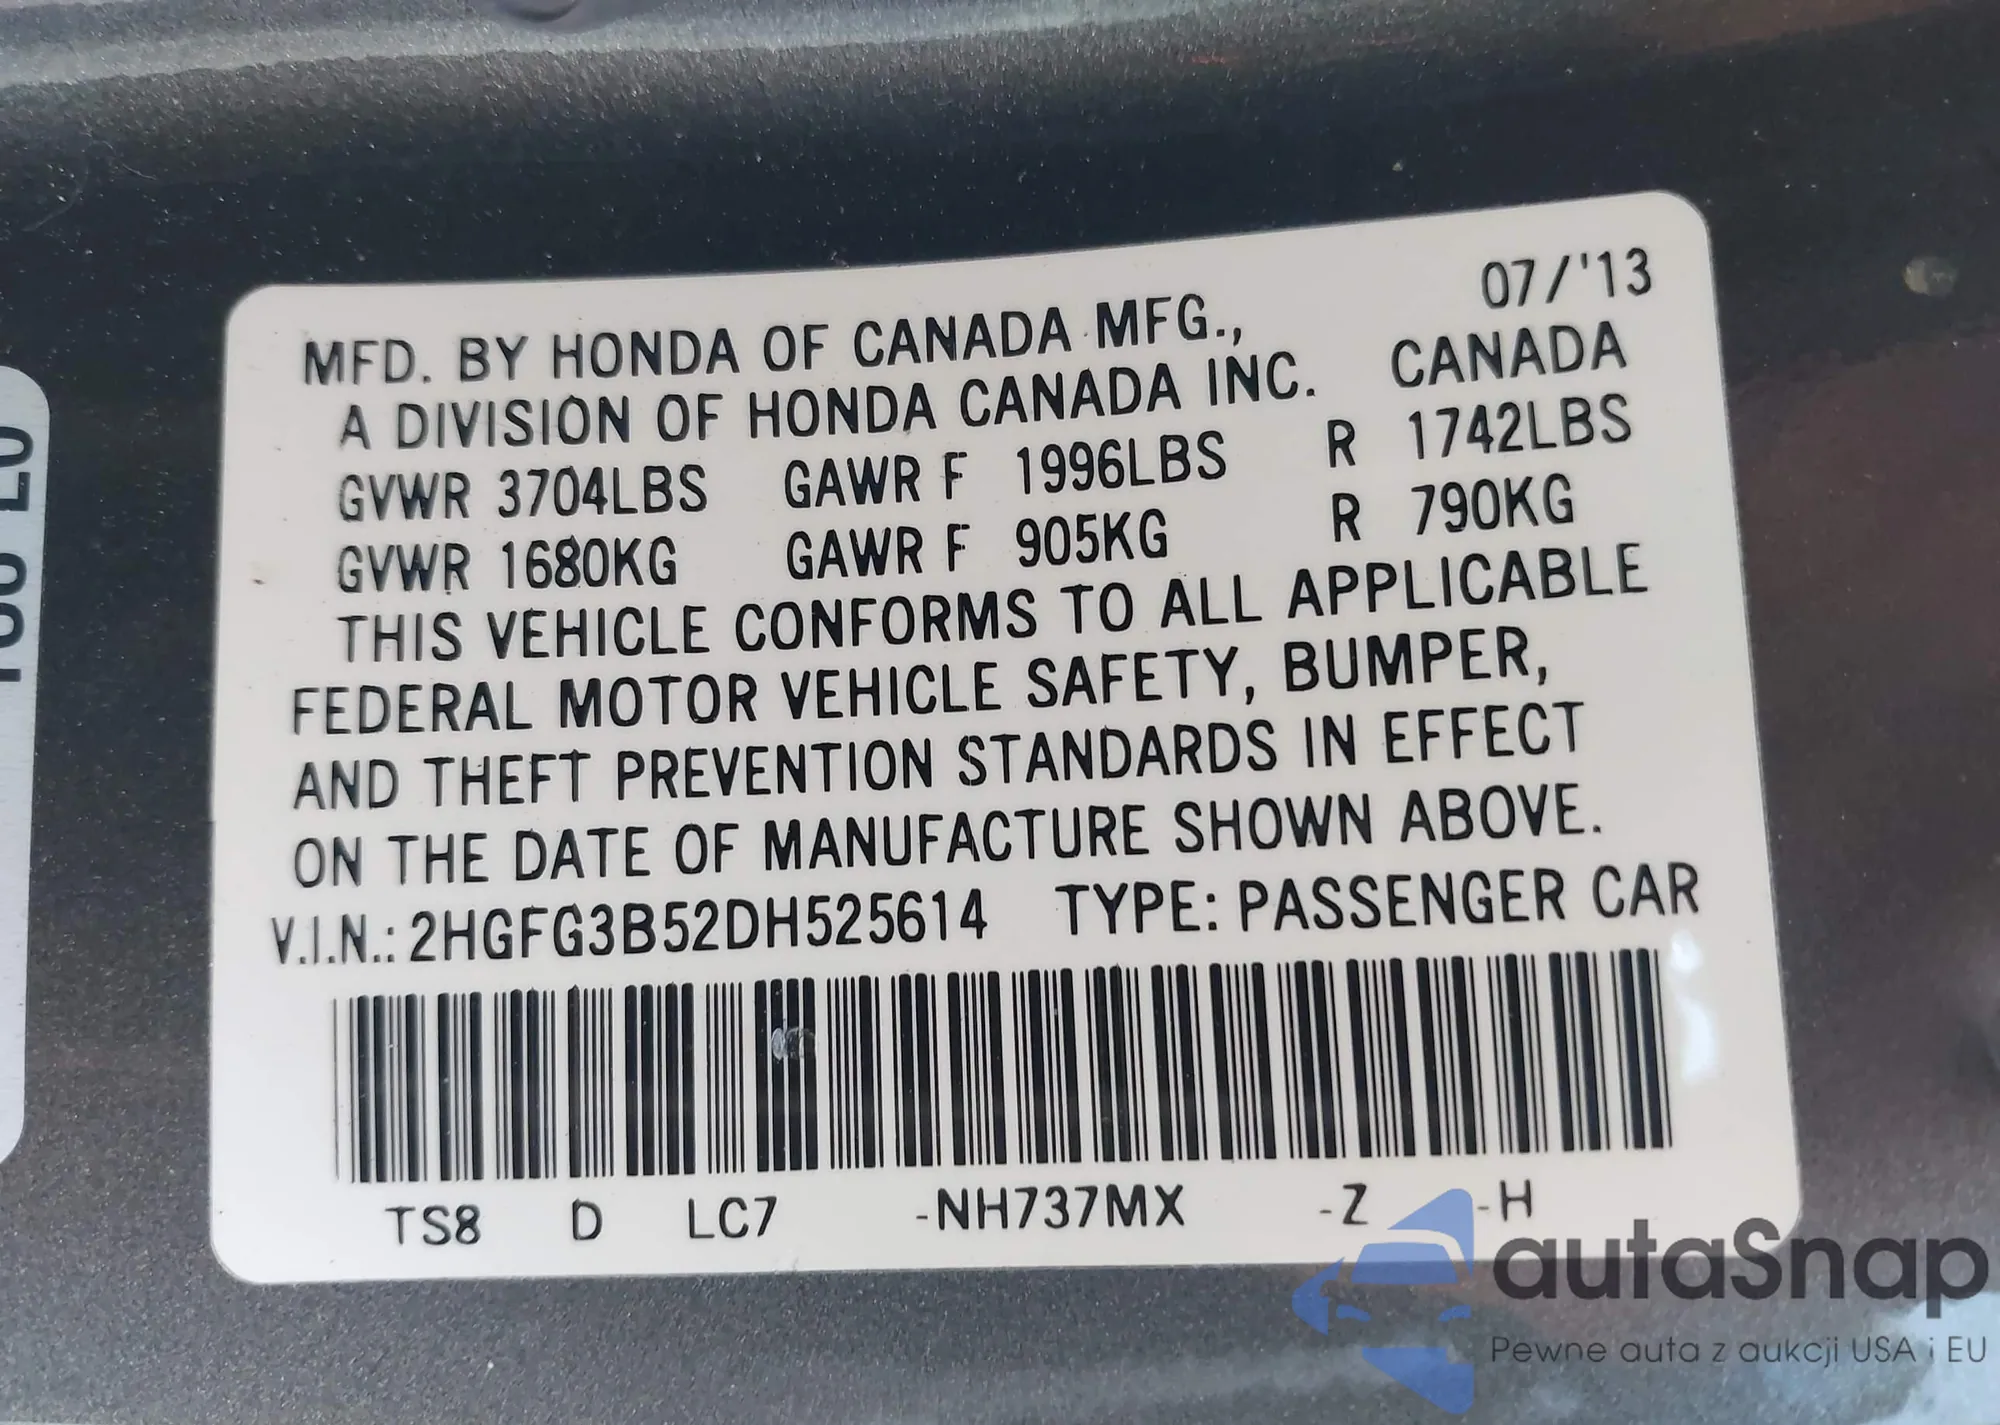 07/'13
MFD. BY HONDA OF CANADA MFG.,
A DIVISION OF HONDA CANADA INC. CANADA
GVWR 3704LBS GAWR F 1996LBS R 1742LBS
GVWR 1680KG GAWR F 905KG R 790KG
THIS VEHICLE CONFORMS TO ALL APPLICABLE
FEDERAL MOTOR VEHICLE SAFETY, BUMPER,
AND THEFT PREVENTION STANDARDS IN EFFECT
ON THE DATE OF MANUFACTURE SHOWN ABOVE.
V.I.N.: 2HGFG3B52DH525614 TYPE: PASSENGER CAR
TS8 D LC7 -NH737MX -Z -H
autaSnap
Pewne auta z aukcji USA i EU